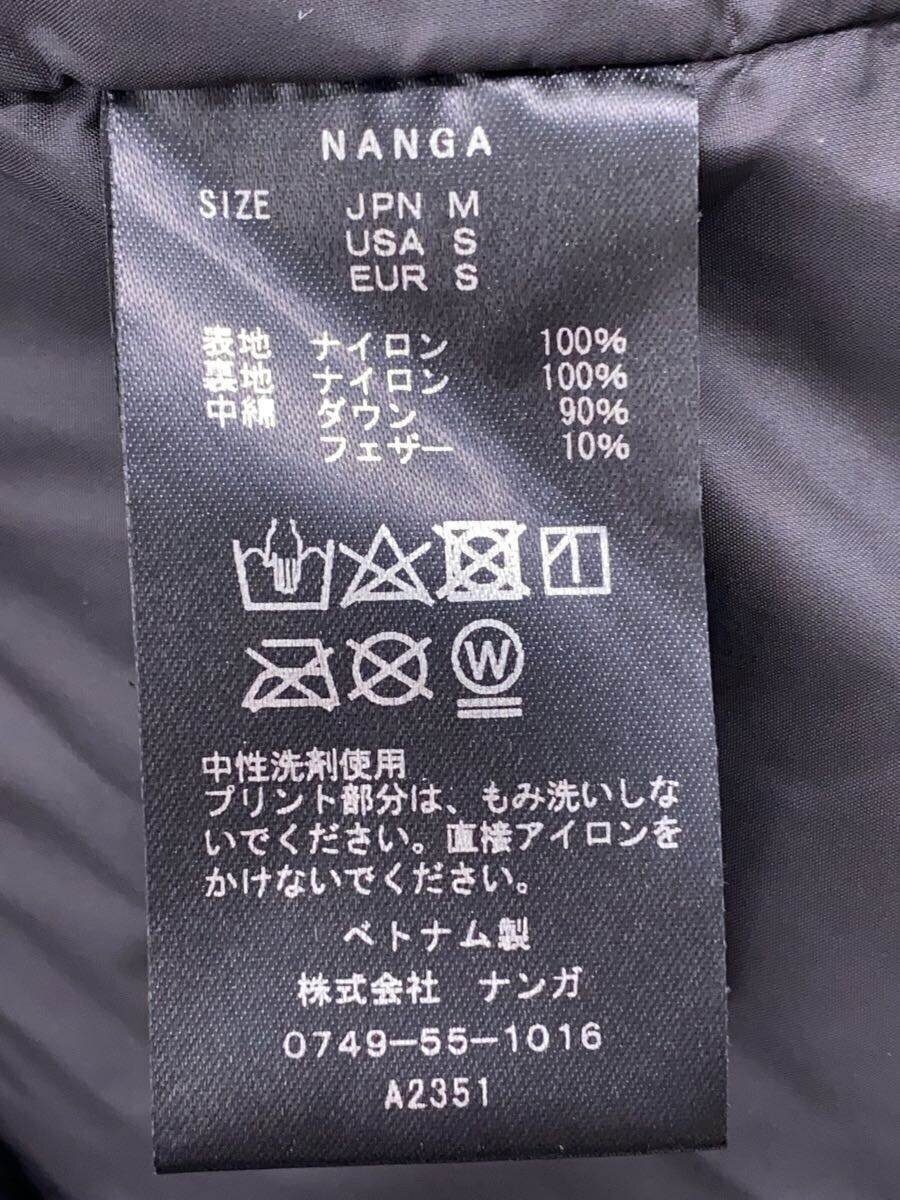 NANGA
SIZE JPN M
USA S
EUR S
表地 ナイロン 100%
裏地 ナイロン 100%
中綿 ダウン 90%
フェザー 10%
W
中性洗剤使用
プリント部分は、もみ洗いしな
いでください。直接アイロンを
かけないでください。
ベトナム製
株式会社 ナンガ
0749-55-1016
A2351